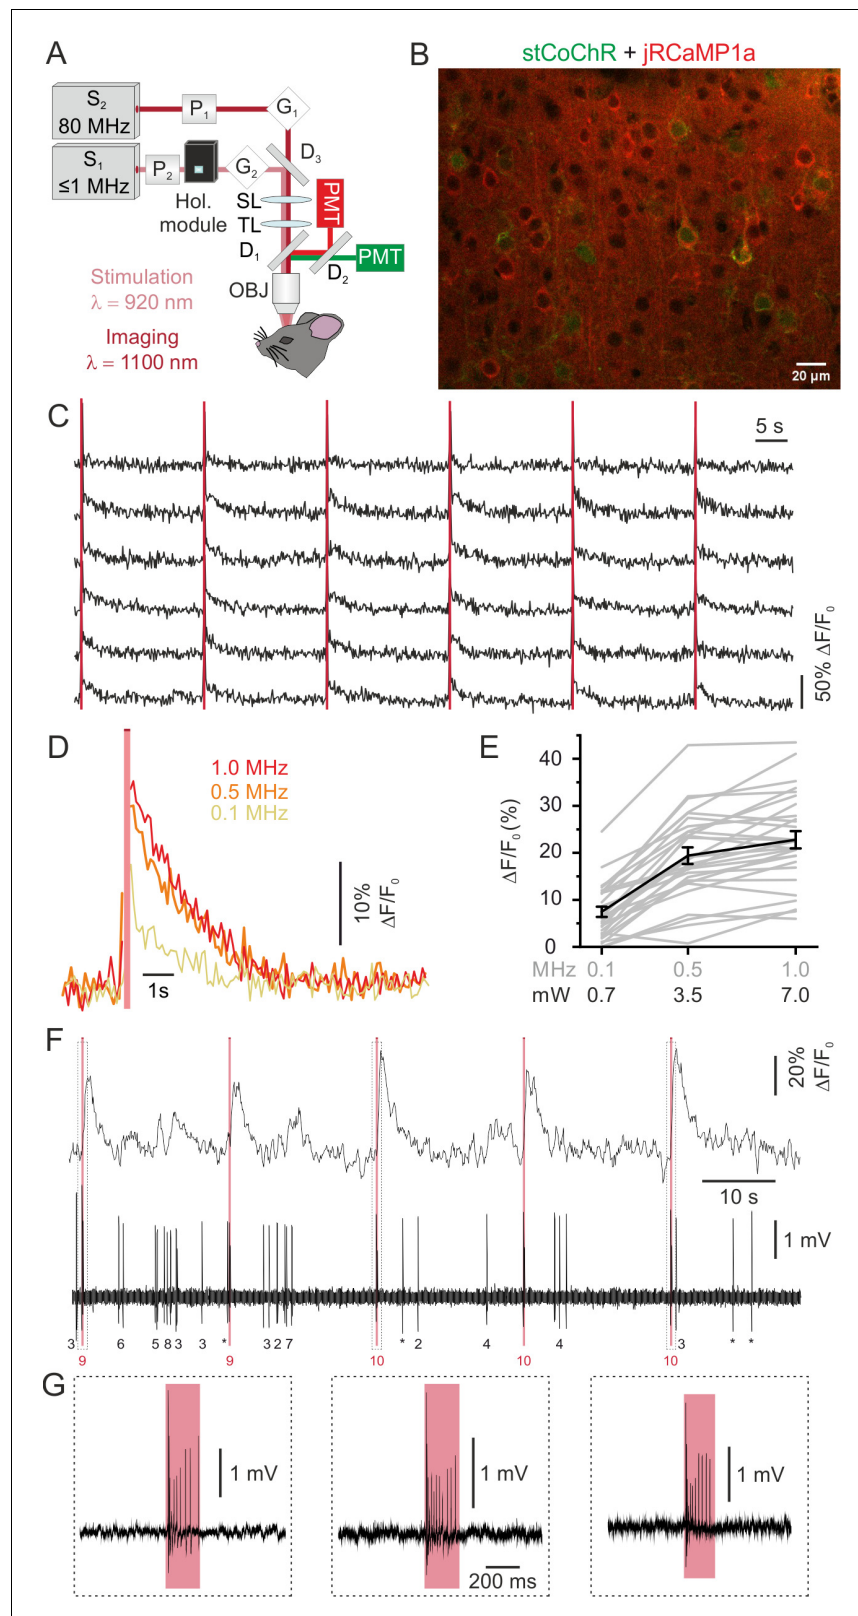 A
S2
80 MHz
P1
G1
S1
≤1 MHz
P2
G2
D3
Hol.
module
SL
TL
PMT
D1
D2
PMT
OBJ
Stimulation
λ = 920 nm
Imaging
λ = 1100 nm
B
stCoChR + jRCaMP1a
20 µm
C
5 s
50% ΔF/F0
D
1.0 MHz
0.5 MHz
0.1 MHz
10%
ΔF/F0
1s
E
ΔF/F0 (%)
40
30
20
10
0
MHz 0.1 0.5 1.0
mW 0.7 3.5 7.0
F
20%
ΔF/F0
10 s
1 mV
3 6 5 8 3 3 * 3 2 7 * 2 4 4 3 * *
9 9 10 10 10
G
1 mV
1 mV
1 mV
200 ms